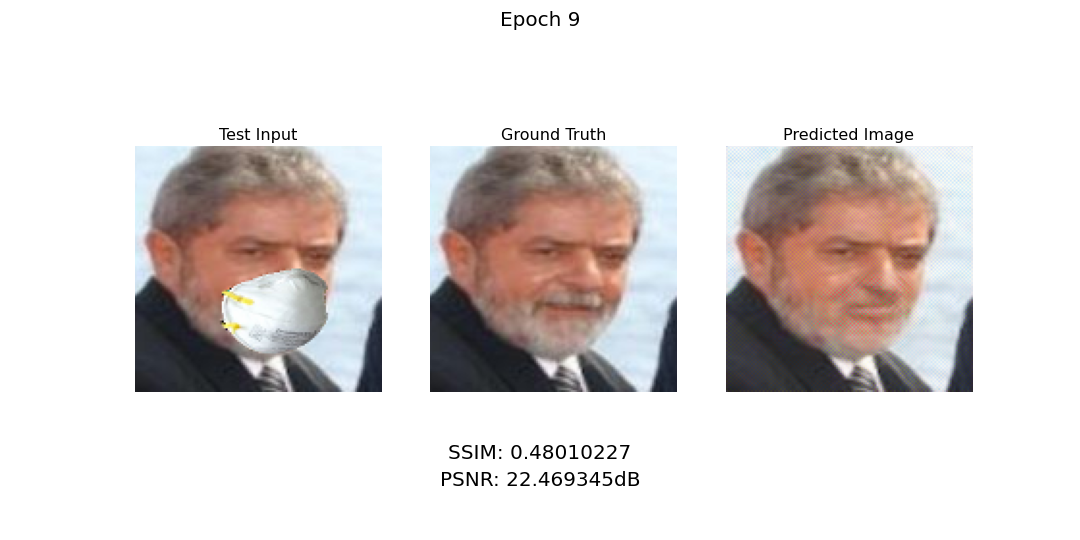 Epoch 9
Test Input
Ground Truth
Predicted Image
SSIM: 0.48010227
PSNR: 22.469345dB